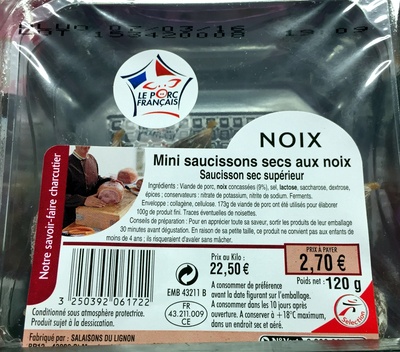 LE PORC
FRANÇAIS
NOIX
Mini saucissons secs aux noix
Saucisson sec supérieur
Ingrédients : Viande de porc, noix concassées (9%), sel, lactose, saccharose, dextrose,
épices ; conservateurs : nitrate de potassium, nitrite de sodium. Ferments.
Enveloppe : collagène, cellulose. 173g de viande de porc ont été utilisés pour élaborer
100g de produit fini. Traces éventuelles de noisettes.
Conseils de préparation : Pour en apprécier toute sa saveur, sortir les produits de leur emballage
30 minutes avant dégustation. En raison de sa petite taille, ce produit ne convient pas aux enfants de
moins de 4 ans ; ils risqueraient d'avaler sans mâcher.
Notre savoir-faire charcutier
3 250392 061722
EMB 43211 B
Prix au Kilo :
22,50 €
PRIX À PAYER
2,70 €
Poids net : 120 g
FR
43.211.009
CE
A consommer de préférence
avant la date figurant sur l'emballage.
A consommer dans les 10 jours après
ouverture. A conserver à +18°C maximum,
dans un endroit sec et aéré.
Sélection
Conditionné sous atmosphère protectrice.
Produit sujet à la dessiccation.
Fabriqué par : SALAISONS DU LIGNON